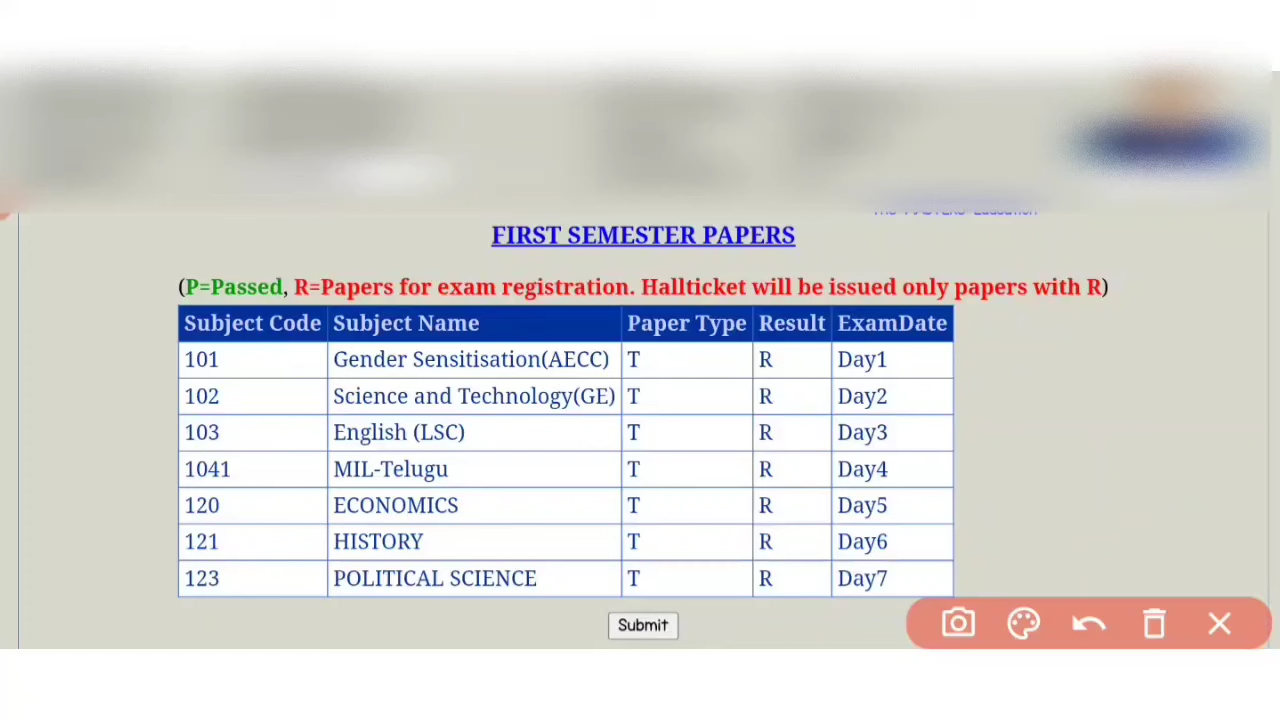 FIRST SEMESTER PAPERS
(P=Passed, R=Papers for exam registration. Hallticket will be issued only papers with R)
Subject Code Subject Name Paper Type Result ExamDate
101 Gender Sensitisation(AECC) T R Day1
102 Science and Technology(GE) T R Day2
103 English (LSC) T R Day3
1041 MIL-Telugu T R Day4
120 ECONOMICS T R Day5
121 HISTORY T R Day6
123 POLITICAL SCIENCE T R Day7
Submit